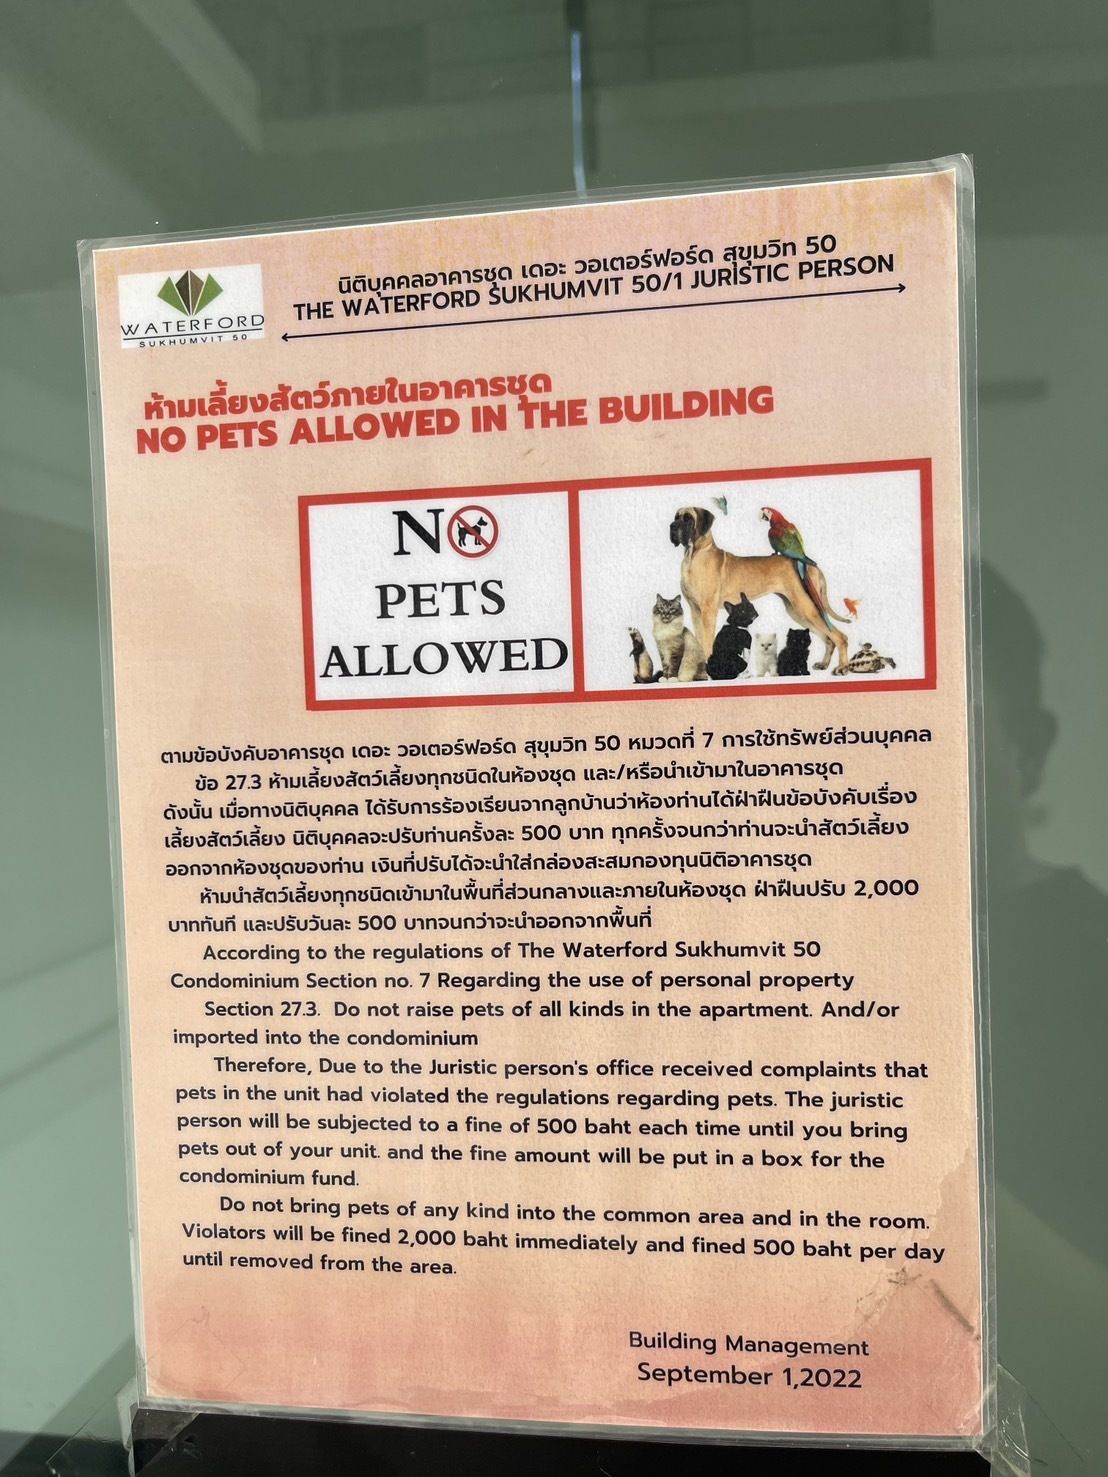 WATERFORD
SUKHUMVIT 50
นิติบุคคลอาคารชุด เดอะ วอเตอร์ฟอร์ด สุขุมวิท 50
THE WATERFORD SUKHUMVIT 50/1 JURISTIC PERSON
ห้ามเลี้ยงสัตว์ภายในอาคารชุด
NO PETS ALLOWED IN THE BUILDING
NO
PETS
ALLOWED
ตามข้อบังคับอาคารชุด เดอะ วอเตอร์ฟอร์ด สุขุมวิท 50 หมวดที่ 7 การใช้ทรัพย์ส่วนบุคคล
ข้อ 27.3 ห้ามเลี้ยงสัตว์เลี้ยงทุกชนิดในห้องชุด และ/หรือนำเข้ามาในอาคารชุด
ดังนั้น เมื่อทางนิติบุคคล ได้รับการร้องเรียนจากลูกบ้านว่าห้องท่านได้ฝ่าฝืนข้อบังคับเรื่อง
เลี้ยงสัตว์เลี้ยง นิติบุคคลจะปรับท่านครั้งละ 500 บาท ทุกครั้งจนกว่าท่านจะนำสัตว์เลี้ยง
ออกจากห้องชุดของท่าน เงินที่ปรับได้จะนำใส่กล่องสะสมกองทุนนิติอาคารชุด
ห้ามนำสัตว์เลี้ยงทุกชนิดเข้ามาในพื้นที่ส่วนกลางและภายในห้องชุด ฝ่าฝืนปรับ 2,000
บาททันที และปรับวันละ 500 บาทจนกว่าจะนำออกจากพื้นที่
According to the regulations of The Waterford Sukhumvit 50
Condominium Section no. 7 Regarding the use of personal property
Section 27.3. Do not raise pets of all kinds in the apartment. And/or
imported into the condominium
Therefore, Due to the Juristic person's office received complaints that
pets in the unit had violated the regulations regarding pets. The juristic
person will be subjected to a fine of 500 baht each time until you bring
pets out of your unit. and the fine amount will be put in a box for the
condominium fund.
Do not bring pets of any kind into the common area and in the room.
Violators will be fined 2,000 baht immediately and fined 500 baht per day
until removed from the area.
Building Management
September 1,2022